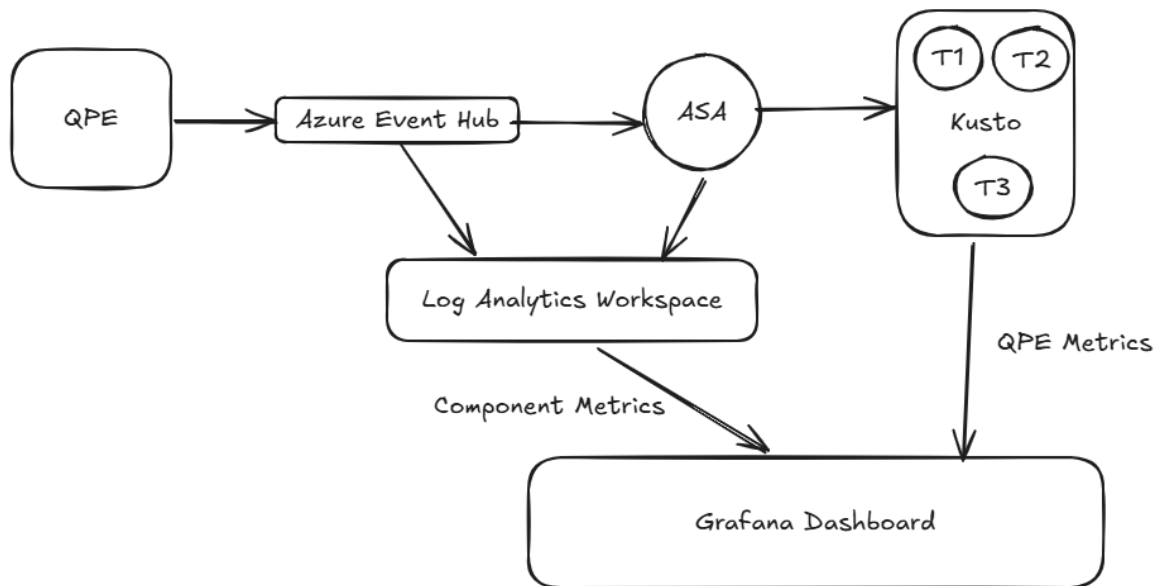 T1
T2
QPE
Azure Event Hub
ASA
Kusto
T3
Log Analytics Workspace
QPE Metrics
Component Metrics
Grafana Dashboard